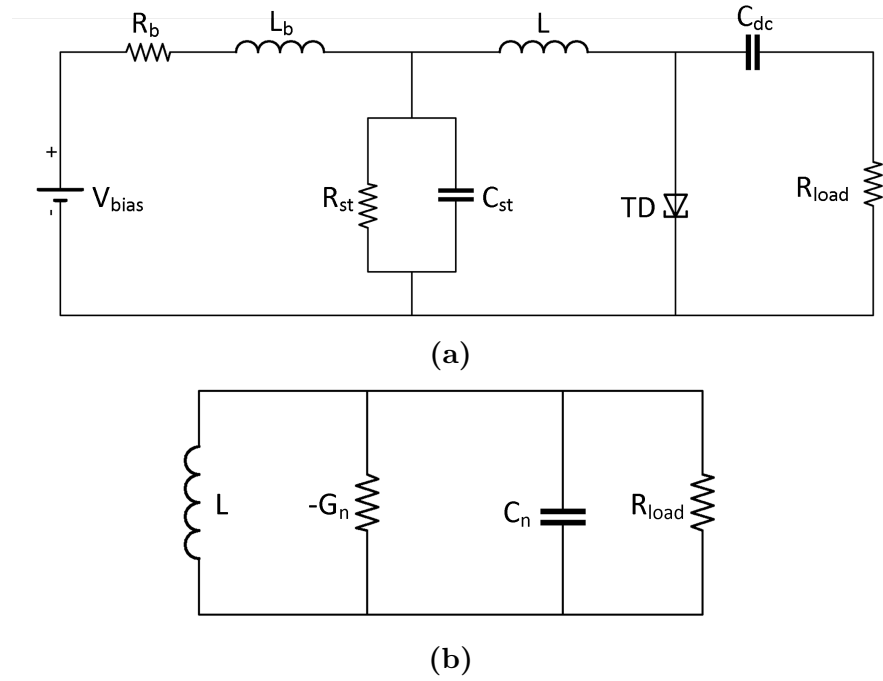 R_b L_b L C_dc
+
V_bias
-
R_st C_st TD R_load
(a)
L -G_n C_n R_load
(b)